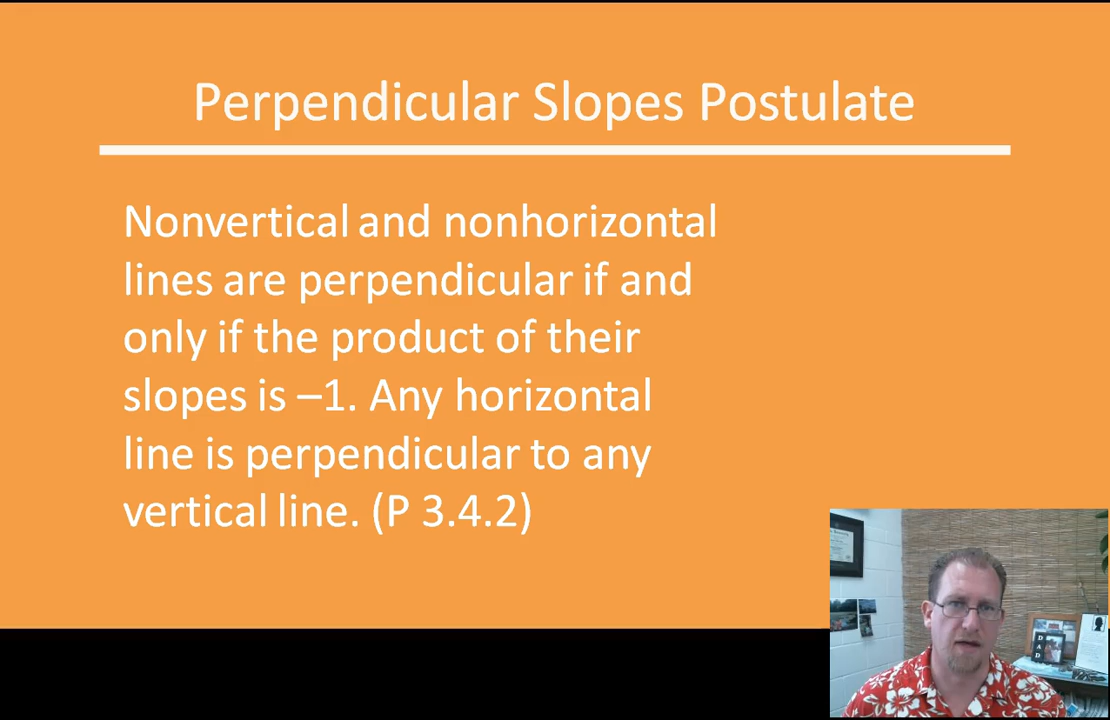 Perpendicular Slopes Postulate
Nonvertical and nonhorizontal
lines are perpendicular if and
only if the product of their
slopes is –1. Any horizontal
line is perpendicular to any
vertical line. (P 3.4.2)
DAD